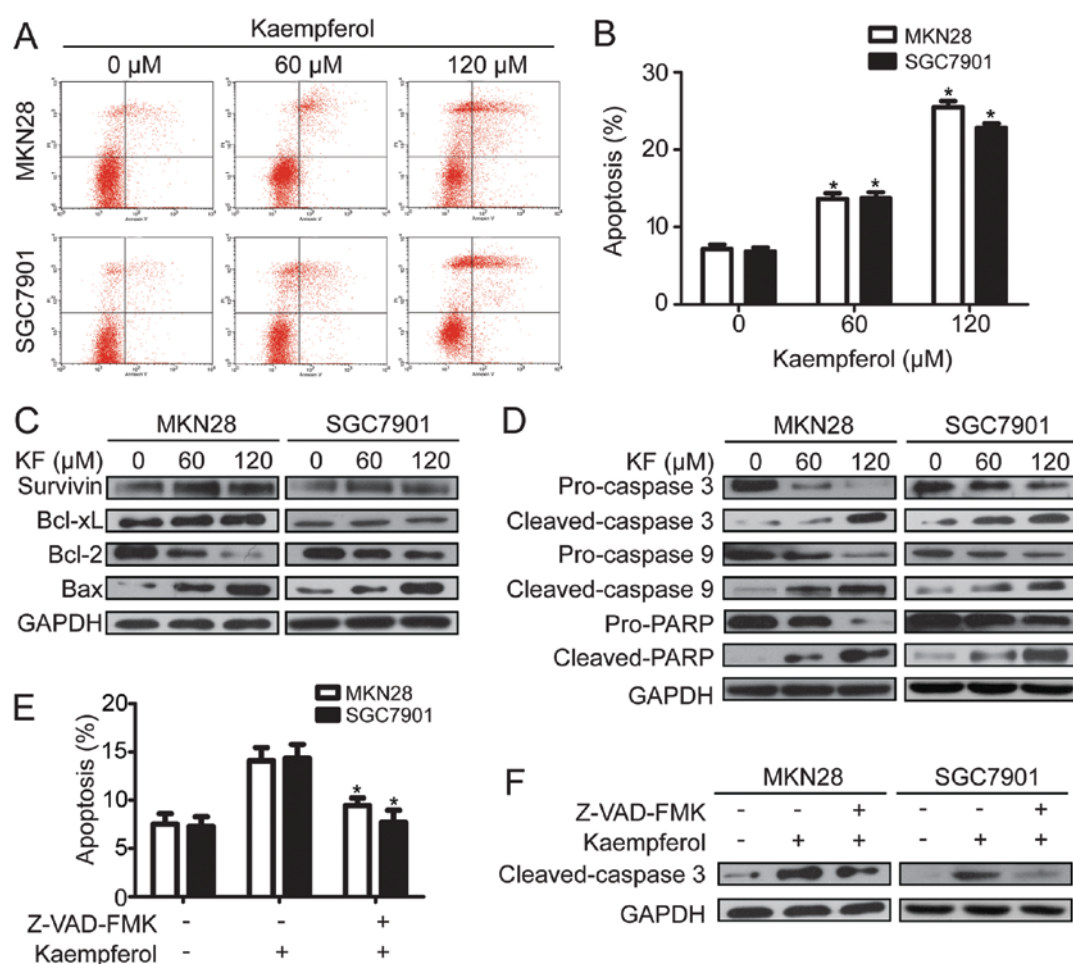 A
Kaempferol
0 µM 60 µM 120 µM
MKN28
SGC7901
PI
Annexin V
B
MKN28
SGC7901
Apoptosis (%)
30
20
10
0
* * * *
0 60 120
Kaempferol (µM)
C
MKN28 SGC7901
KF (µM) 0 60 120 0 60 120
Survivin
Bcl-xL
Bcl-2
Bax
GAPDH
D
MKN28 SGC7901
KF (µM) 0 60 120 0 60 120
Pro-caspase 3
Cleaved-caspase 3
Pro-caspase 9
Cleaved-caspase 9
Pro-PARP
Cleaved-PARP
GAPDH
E
MKN28
SGC7901
Apoptosis (%)
20
15
10
5
0
* *
Z-VAD-FMK - - +
Kaempferol - + +
F
MKN28 SGC7901
Z-VAD-FMK - - + - - +
Kaempferol - + + - + +
Cleaved-caspase 3
GAPDH